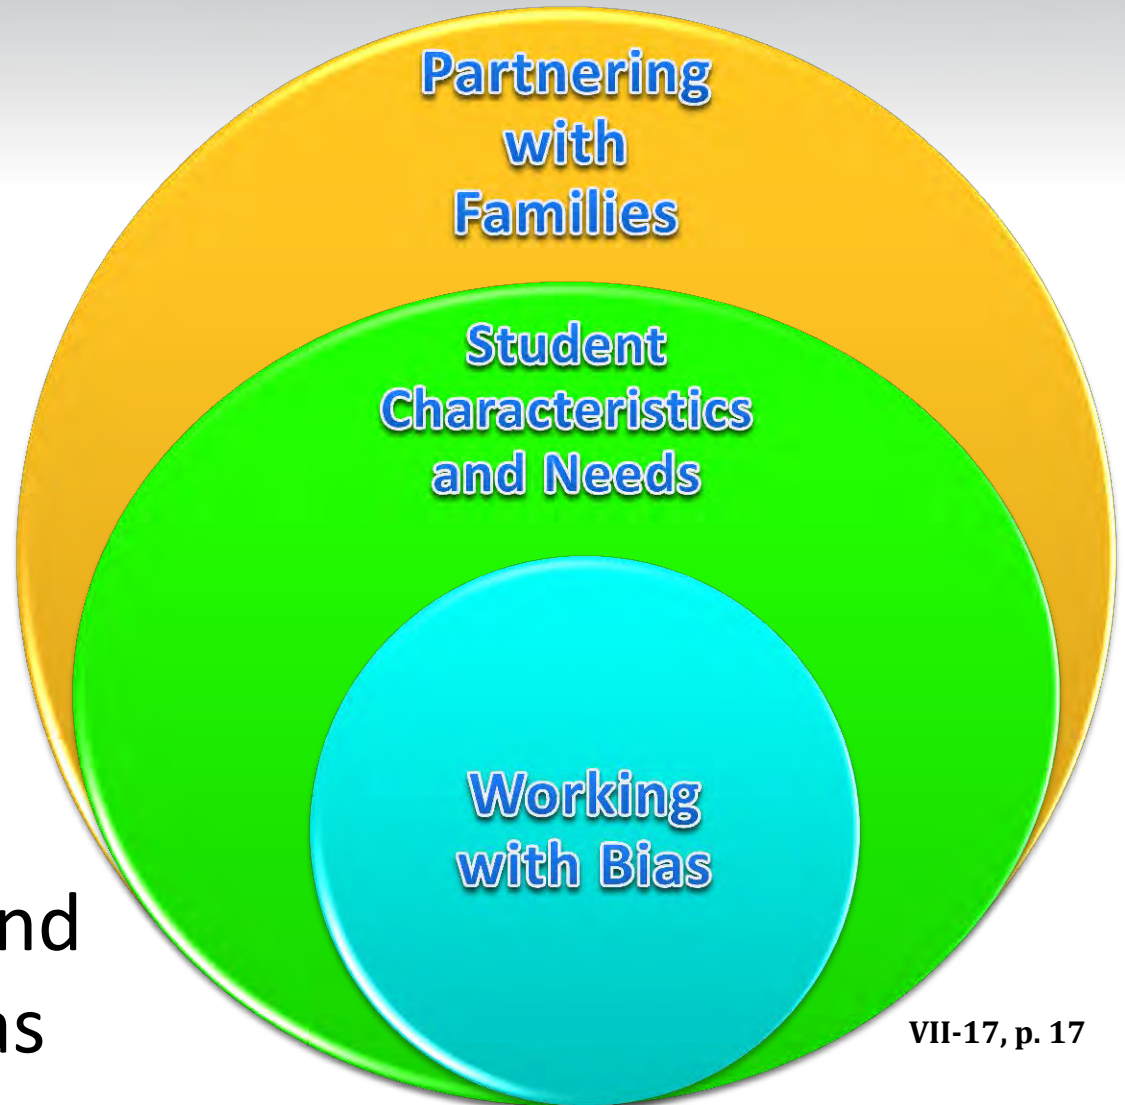 Partnering
with
Families
Student
Characteristics
and Needs
Working
with Bias
VII-17, p. 17